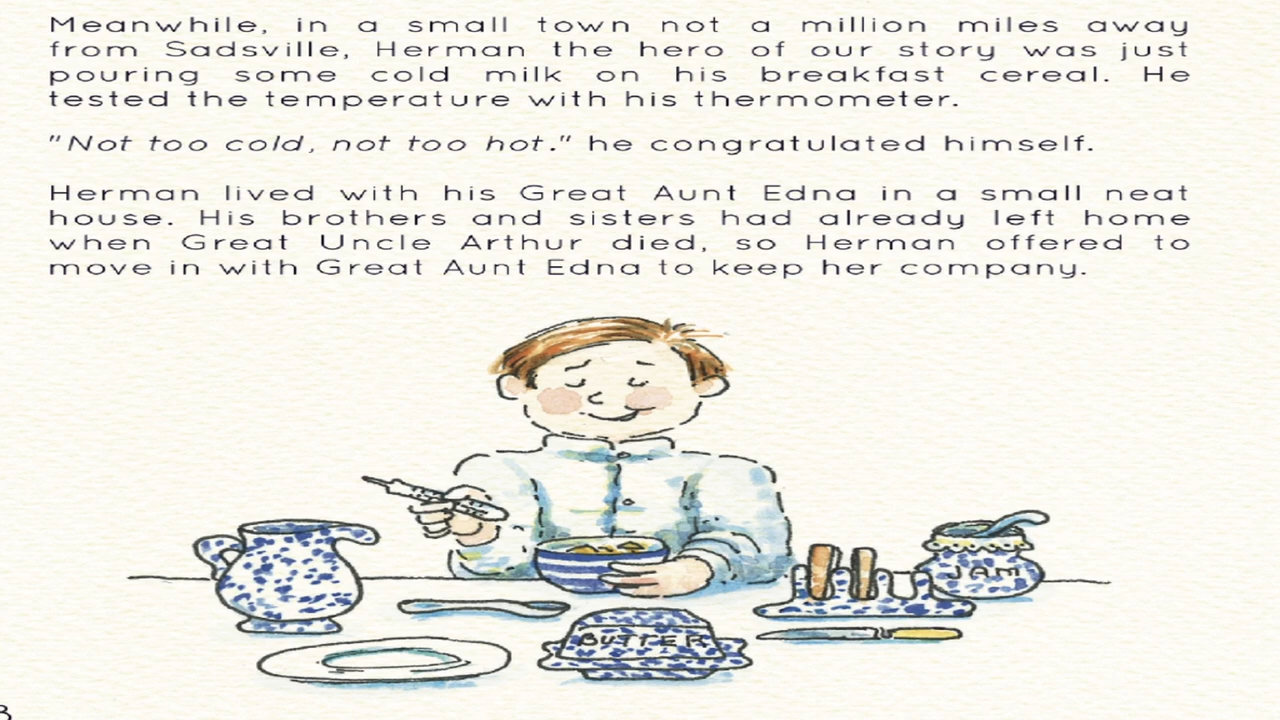 Meanwhile, in a small town not a million miles away
from Sadsville, Herman the hero of our story was just
pouring some cold milk on his breakfast cereal. He
tested the temperature with his thermometer.
"Not too cold, not too hot." he congratulated himself.
Herman lived with his Great Aunt Edna in a small neat
house. His brothers and sisters had already left home
when Great Uncle Arthur died, so Herman offered to
move in with Great Aunt Edna to keep her company.
JAM
BUTTER